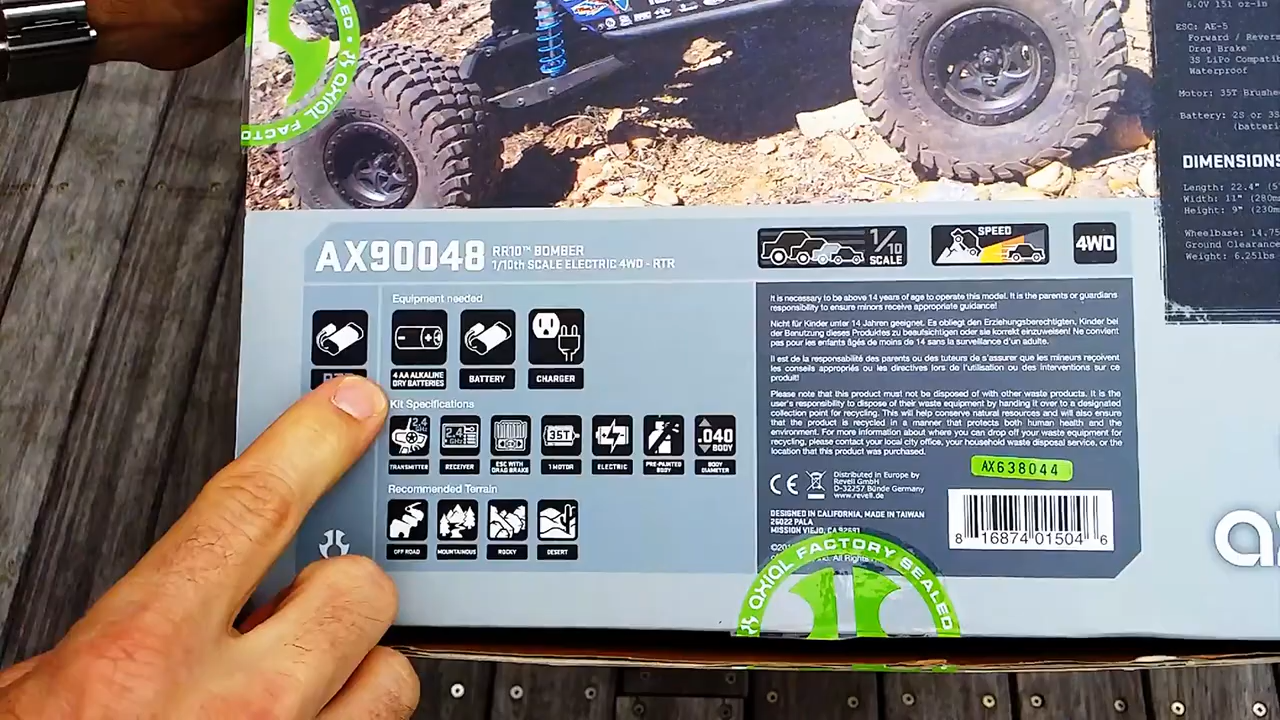 6.0V 151 oz-in
ESC: AE-5
Forward /
Drag Brake
3S LiPo
Waterproof
Motor: 35T
Battery: 2S or 3S
DIMENSIONS
Length: 22.4"
Width: 11"
Height: 9"
Wheelbase:
Ground
Weight: 6.25lbs
AXIAL
AX90048
RR10™ BOMBER
1/10th SCALE ELECTRIC 4WD - RTR
1/10
SCALE
SPEED
4WD
Equipment needed
4 AA ALKALINE
DRY BATTERIES
BATTERY
CHARGER
Kit Specifications
2.4
GHz
2.4
GHz
35T
.040
BODY
TRANSMITTER
RECEIVER
ESC WITH
DRAG BRAKE
1 MOTOR
ELECTRIC
PRE-PAINTED
BODY
BODY
DIAMETER
Recommended Terrain
OFF ROAD
MOUNTAINOUS
ROCKY
DESERT
It is necessary to be above 14 years of age to operate this model. It is the parents or guardians
responsibility to ensure minors receive appropriate guidance!
Nicht für Kinder unter 14 Jahren geeignet. Es obliegt den Erziehungsberechtigten, Kinder bei
der Benutzung dieses Produktes zu beaufsichtigen oder sie korrekt einzuweisen! Ne convient
pas pour les enfants âgés de moins de 14 sans la surveillance d'un adulte.
Il est de la responsabilité des parents ou des tuteurs de s'assurer que les mineurs reçoivent
les conseils appropriés ou les directives lors de l'utilisation ou des interventions sur ce
produit!
Please note that this product must not be disposed of with other waste products. It is the
user's responsibility to dispose of their waste equipment by handing it over to a designated
collection point for recycling. This will help conserve natural resources and will also ensure
that the product is recycled in a manner that protects both human health and the
environment. For more information about where you can drop off your waste equipment for
recycling, please contact your local city office, your household waste disposal service, or the
location that this product was purchased.
AX638044
CE
Distributed in Europe by
Revell GmbH
D-32257 Bünde Germany
www.revell.de
DESIGNED IN CALIFORNIA, MADE IN TAIWAN
26022 PALA
MISSION VIEJO, CA 92691
All Rights
8 16874 01504 6
AXIAL FACTORY SEALED